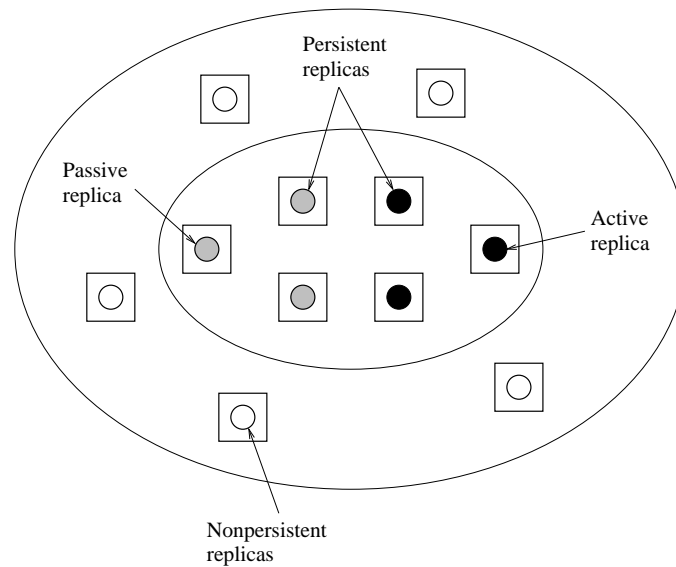 Persistent
replicas
Passive
replica
Active
replica
Nonpersistent
replicas